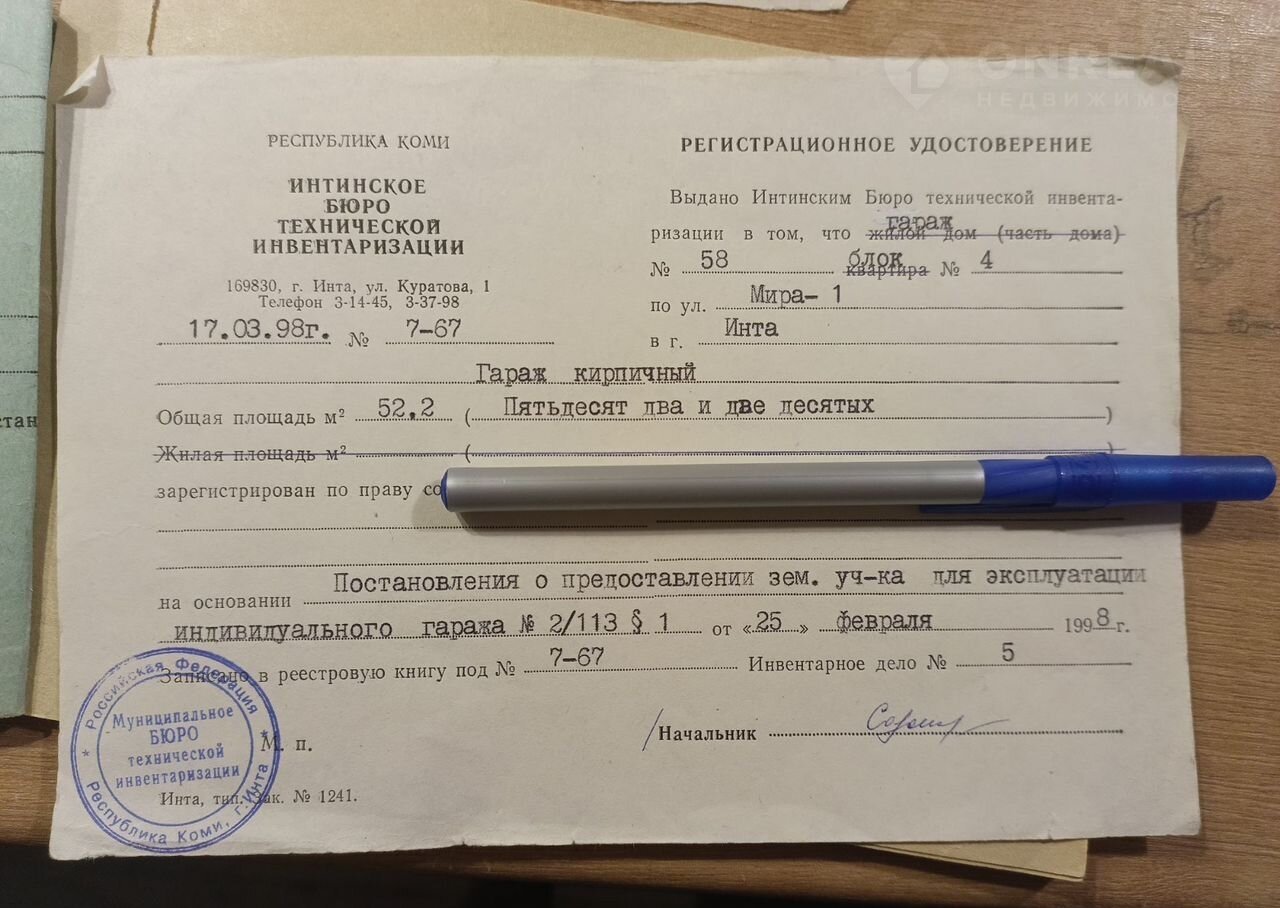 РЕСПУБЛИКА КОМИ
ИНТИНСКОЕ
БЮРО
ТЕХНИЧЕСКОЙ
ИНВЕНТАРИЗАЦИИ
169830, г. Инта, ул. Куратова, 1
Телефон 3-14-45, 3-37-98
17.03.98г. № 7-67
РЕГИСТРАЦИОННОЕ УДОСТОВЕРЕНИЕ
Выдано Интинским Бюро технической инвента-
гараж
ризации в том, что жилой дом (часть дома)
блок
№ 58 квартира № 4
по ул. Мира- 1
в г. Инта
Гараж кирпичный
Общая площадь м² 52,2 ( Пятьдесят два и две десятых )
Жилая площадь м² ( )
зарегистрирован по праву
на основании Постановления о предоставлении зем. уч-ка для эксплуатации
индивидуального гаража № 2/113 § 1 от «25» февраля 1998 г.
Записано в реестровую книгу под № 7-67 Инвентарное дело № 5
/Начальник
М. п.
Инта, тип. Зак. № 1241.
Российская Федерация
Муниципальное
БЮРО
технической
инвентаризации
Республика Коми, г. Инта
стан
НЕДВИЖИМО